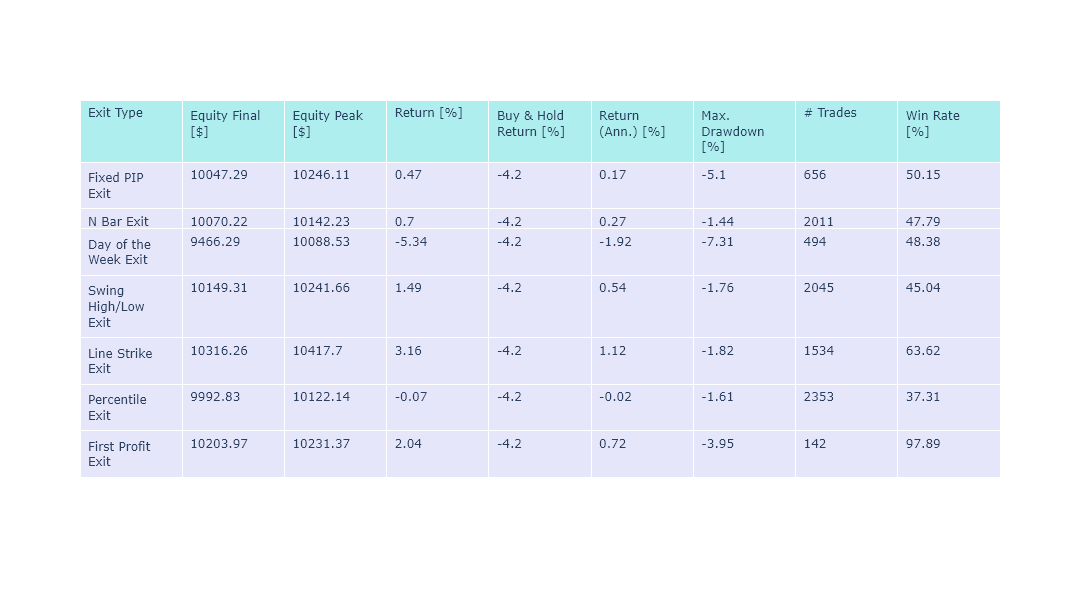 Exit Type Equity Final [$] Equity Peak [$] Return [%] Buy & Hold Return [%] Return (Ann.) [%] Max. Drawdown [%] # Trades Win Rate [%]
Fixed PIP Exit 10047.29 10246.11 0.47 -4.2 0.17 -5.1 656 50.15
N Bar Exit 10070.22 10142.23 0.7 -4.2 0.27 -1.44 2011 47.79
Day of the Week Exit 9466.29 10088.53 -5.34 -4.2 -1.92 -7.31 494 48.38
Swing High/Low Exit 10149.31 10241.66 1.49 -4.2 0.54 -1.76 2045 45.04
Line Strike Exit 10316.26 10417.7 3.16 -4.2 1.12 -1.82 1534 63.62
Percentile Exit 9992.83 10122.14 -0.07 -4.2 -0.02 -1.61 2353 37.31
First Profit Exit 10203.97 10231.37 2.04 -4.2 0.72 -3.95 142 97.89